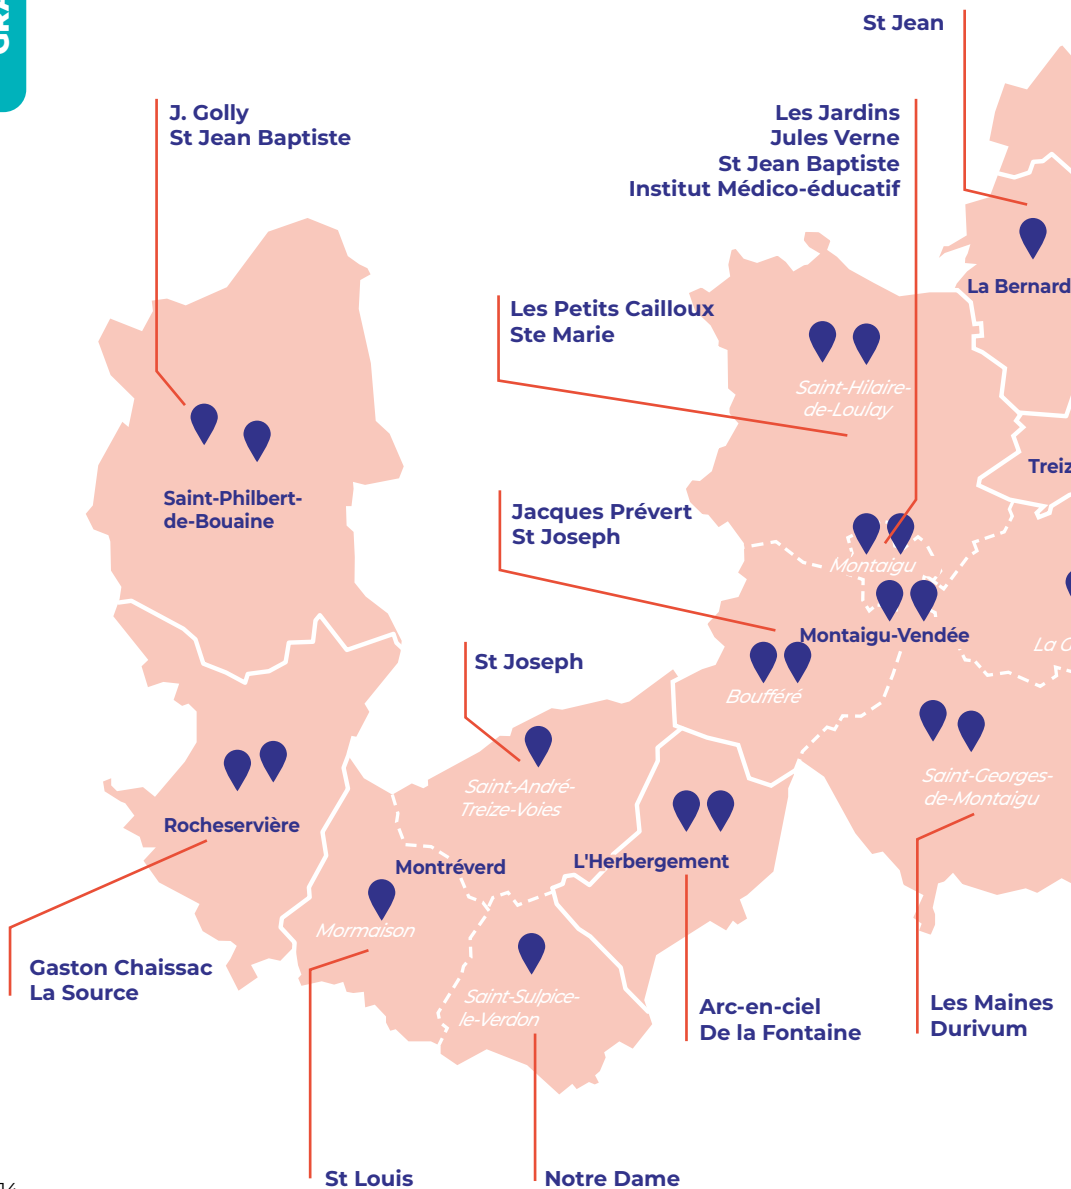 St Jean
J. Golly
St Jean Baptiste
Les Jardins
Jules Verne
St Jean Baptiste
Institut Médico-éducatif
La Bernard
Les Petits Cailloux
Ste Marie
Saint-Hilaire-
de-Loulay
Treiz
Saint-Philbert-
de-Bouaine
Jacques Prévert
St Joseph
Montaigu
Montaigu-Vendée
St Joseph
Boufféré
Saint-André-
Treize-Voies
Saint-Georges-
de-Montaigu
Rocheservière
Montréverd
L'Herbergement
Mormaison
Gaston Chaissac
La Source
Saint-Sulpice-
le-Verdon
Arc-en-ciel
De la Fontaine
Les Maines
Durivum
St Louis
Notre Dame